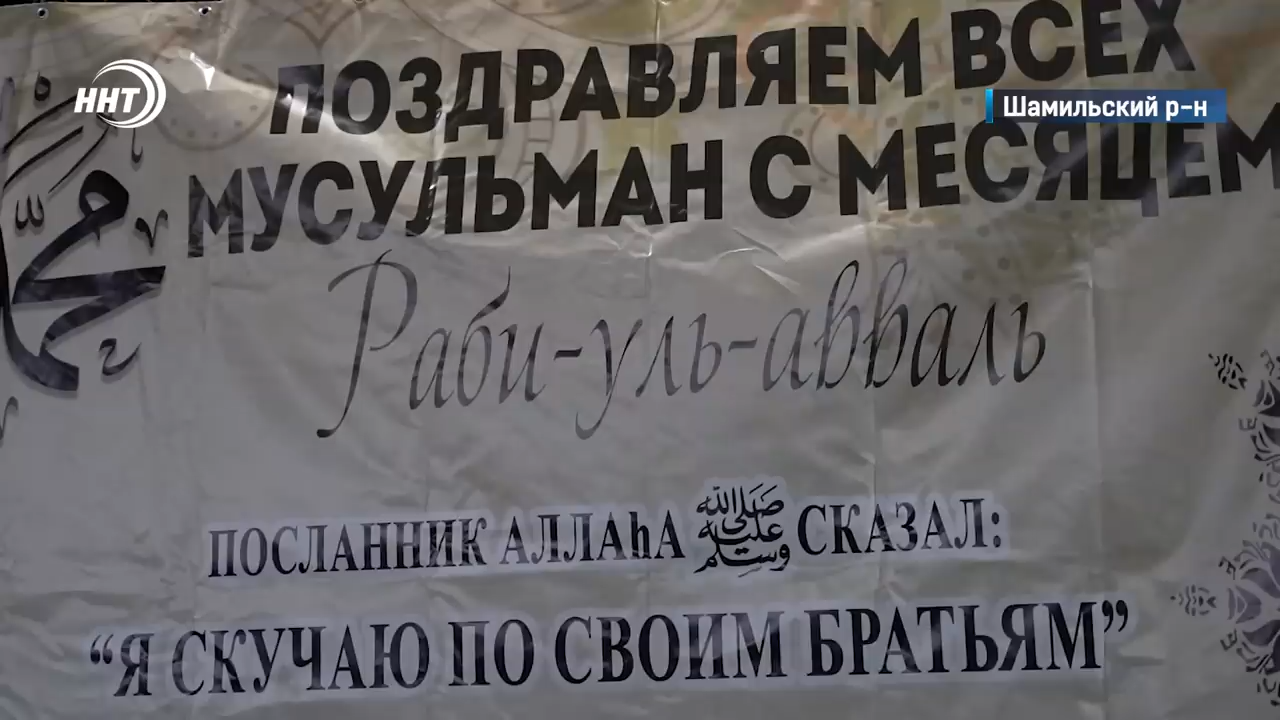 ННТ
Шамильский р-н
ПОЗДРАВЛЯЕМ ВСЕХ
МУСУЛЬМАН С МЕСЯЦЕМ
Раби-уль-авваль
محمد
ПОСЛАННИК АЛЛАhА ﷺ СКАЗАЛ:
“Я СКУЧАЮ ПО СВОИМ БРАТЬЯМ”